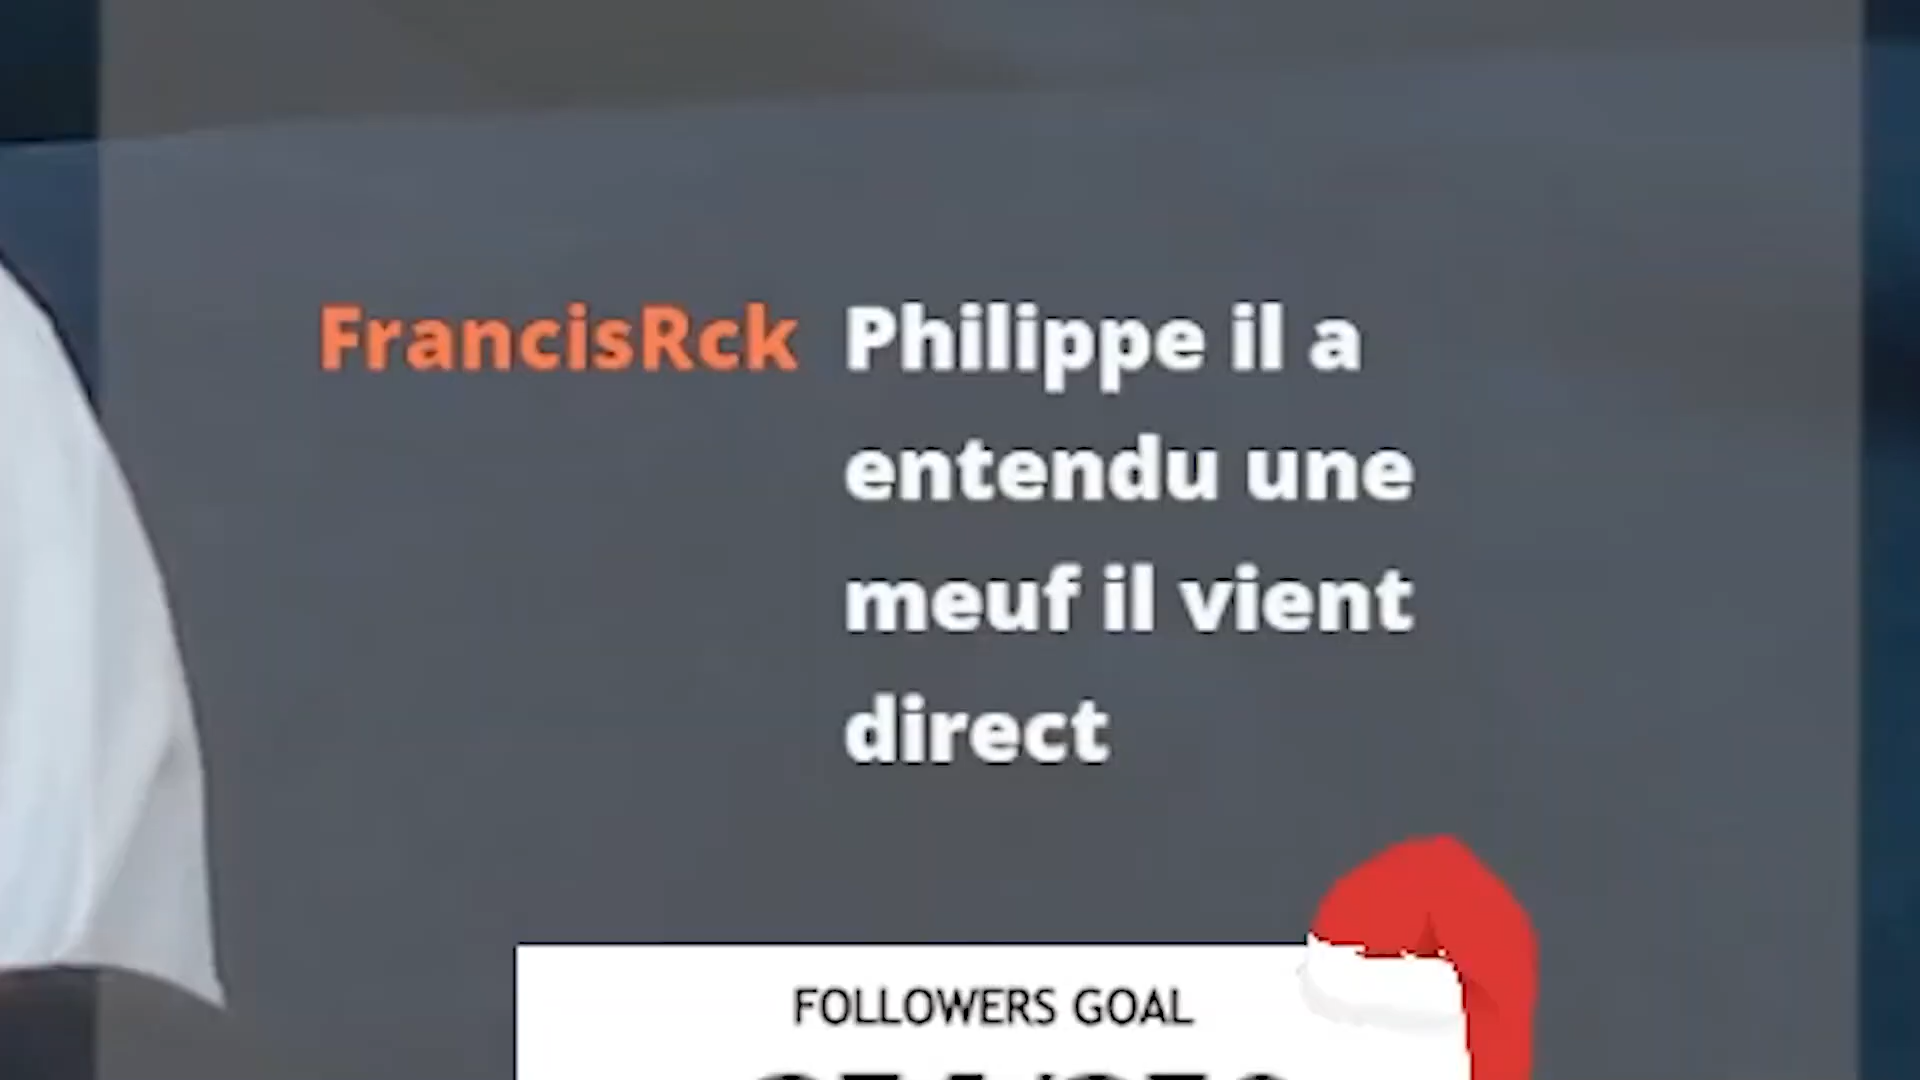 FrancisRck Philippe il a
entendu une
meuf il vient
direct
FOLLOWERS GOAL